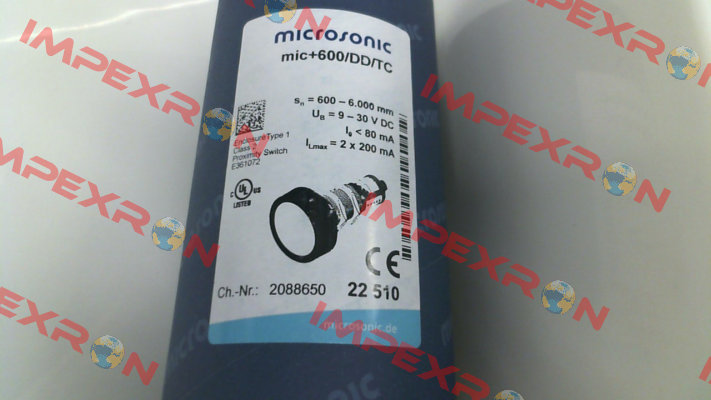 microsonic
mic+600/DD/TC
sn = 600 – 6.000 mm
UB = 9 – 30 V DC
I0 < 80 mA
ILmax = 2 x 200 mA
Enclosure Type 1
Class 2
Proximity Switch
E361072
C UL US
LISTED
CE
Ch.-Nr.: 2088650 22 510
microsonic.de
IMPEXRON
IMPEXRON
IMPEXRON
IMPEXRON